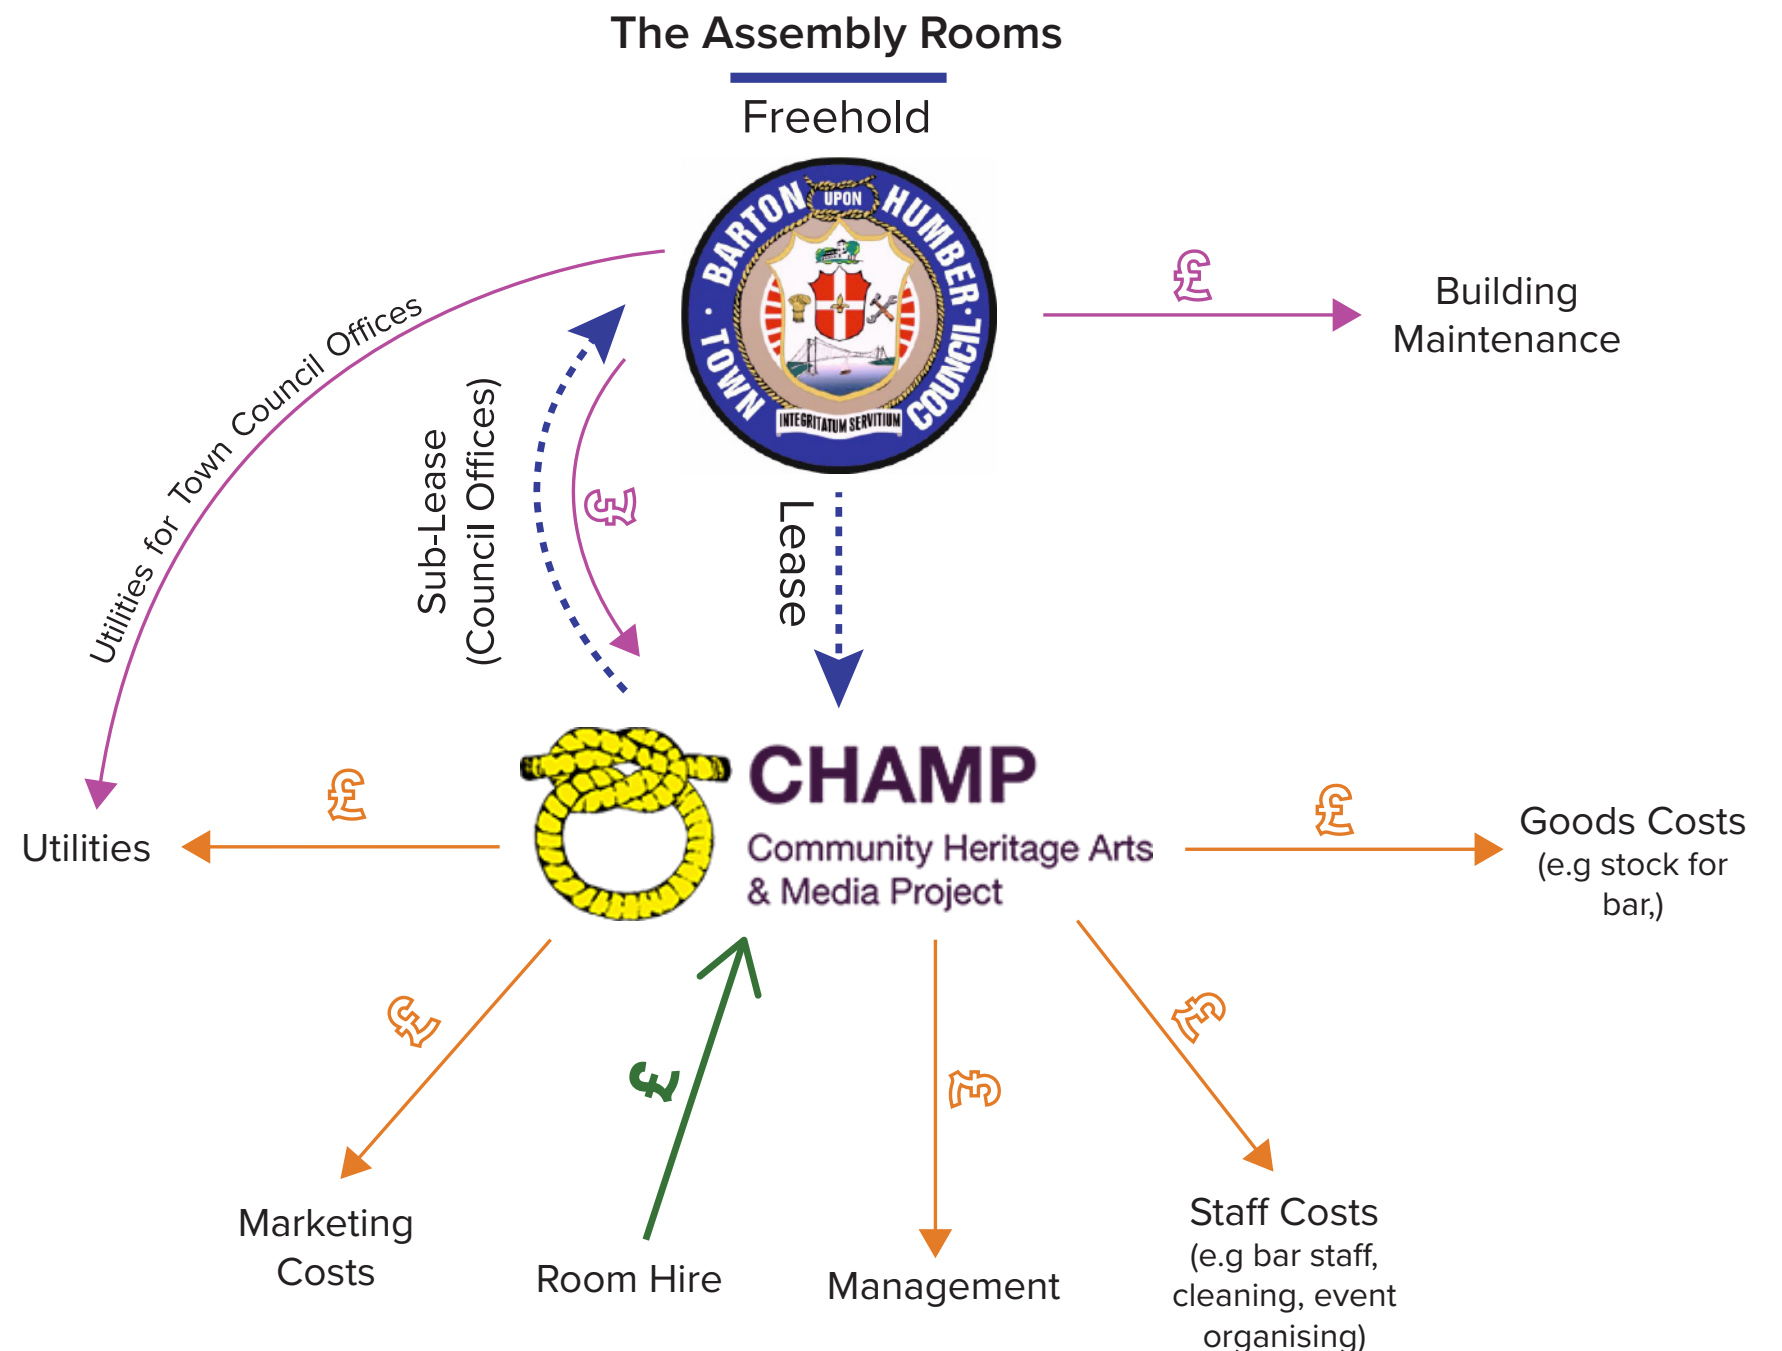 The Assembly Rooms
Freehold
BARTON UPON HUMBER
TOWN COUNCIL
INTEGRITATUM SERVITIUM
£
Building
Maintenance
Utilities for Town Council Offices
Sub-Lease
(Council Offices)
£
Lease
CHAMP
Community Heritage Arts
& Media Project
Utilities
£
£
Goods Costs
(e.g stock for
bar,)
£
£
£
£
Marketing
Costs
Room Hire
Management
Staff Costs
(e.g bar staff,
cleaning, event
organising)